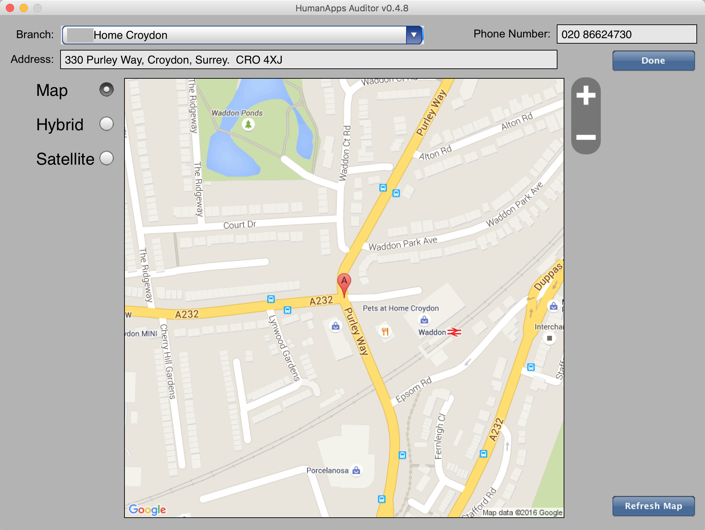 HumanApps Auditor v0.4.8
Branch:
Home Croydon
Phone Number:
020 86624730
Address:
330 Purley Way, Croydon, Surrey. CRO 4XJ
Done
Map
Hybrid
Satellite
The Ridgeway
Waddon Ponds
Waddon Ct Rd
Purley Way
Alton Rd
Waddon Ct Rd
The Ridgeway
Waddon Park Ave
Court Dr
Waddon Park Ave
The Ridgeway
Duppas
A
A232
A232
Pets at Home Croydon
Purley Way
Waddon
Intercha
don MINI
Lynwood Gardens
Cherry Hill Gardens
Epsom Rd
Fernleigh Cl
A232
Porcelanosa
Stafford Rd
Google
Map data ©2016 Google
Refresh Map